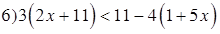 6) 3(2x+11) < 11-4(1+5x)